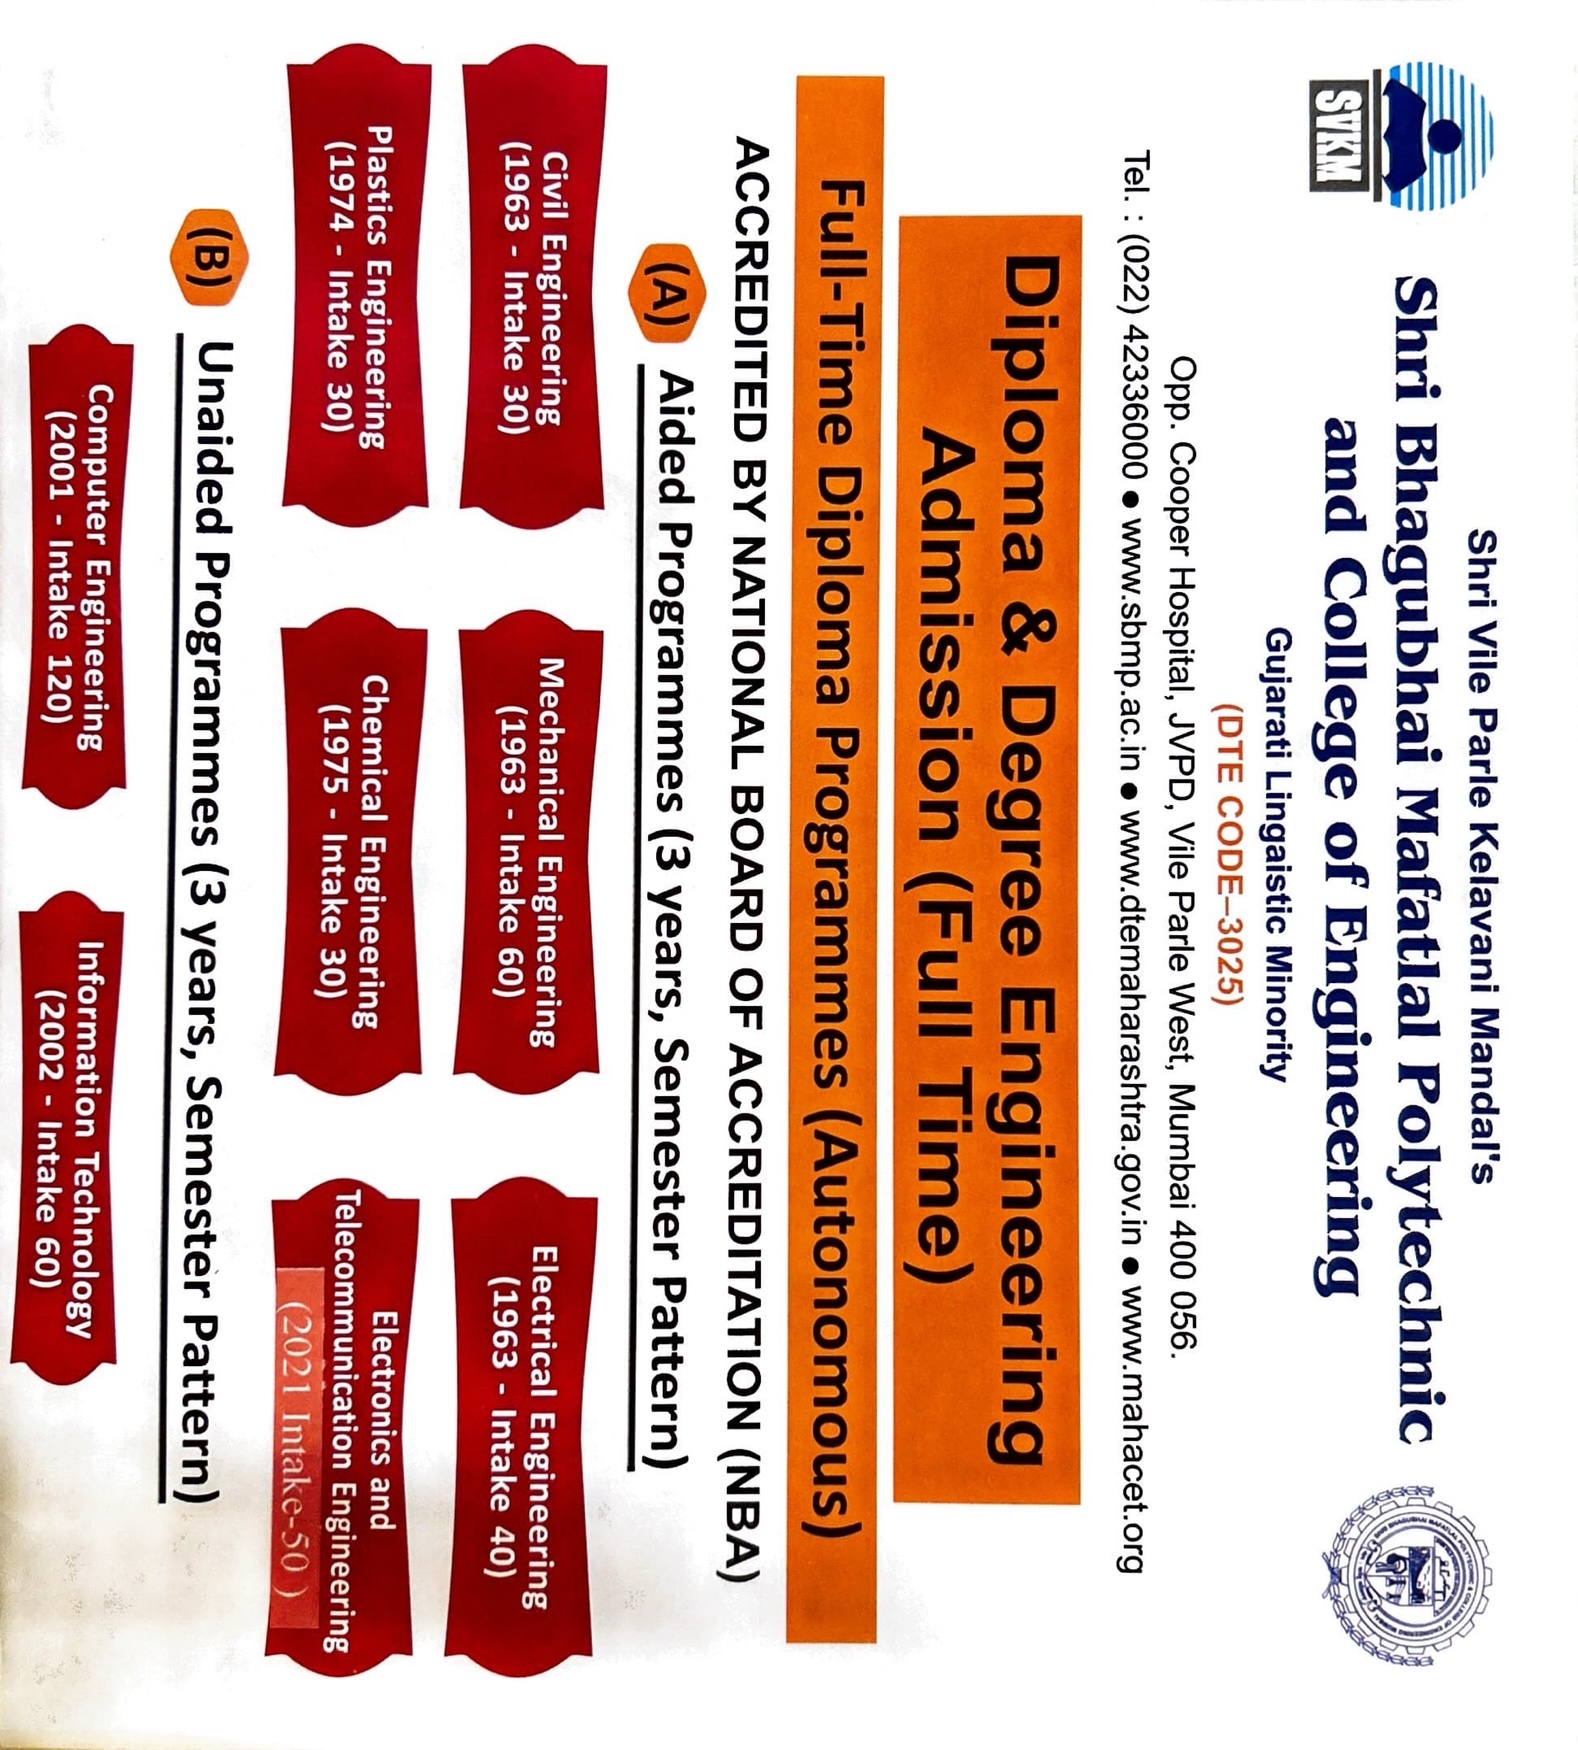 Shri Vile Parle Kelavani Mandal's
Shri Bhagubhai Mafatlal Polytechnic
and College of Engineering
SVKM
Gujarati Lingaistic Minority
(DTE CODE–3025)
Opp. Cooper Hospital, JVPD, Vile Parle West, Mumbai 400 056.
Tel. : (022) 42336000 ● www.sbmp.ac.in ● www.dtemaharashtra.gov.in ● www.mahacet.org
Diploma & Degree Engineering
Admission (Full Time)
Full-Time Diploma Programmes (Autonomous)
ACCREDITED BY NATIONAL BOARD OF ACCREDITATION (NBA)
(A) Aided Programmes (3 years, Semester Pattern)
Civil Engineering
(1963 - Intake 30)
Mechanical Engineering
(1963 - Intake 60)
Electrical Engineering
(1963 - Intake 40)
Plastics Engineering
(1974 - Intake 30)
Chemical Engineering
(1975 - Intake 30)
Electronics and
Telecommunication Engineering
(2021 Intake-50 )
(B) Unaided Programmes (3 years, Semester Pattern)
Computer Engineering
(2001 - Intake 120)
Information Technology
(2002 - Intake 60)